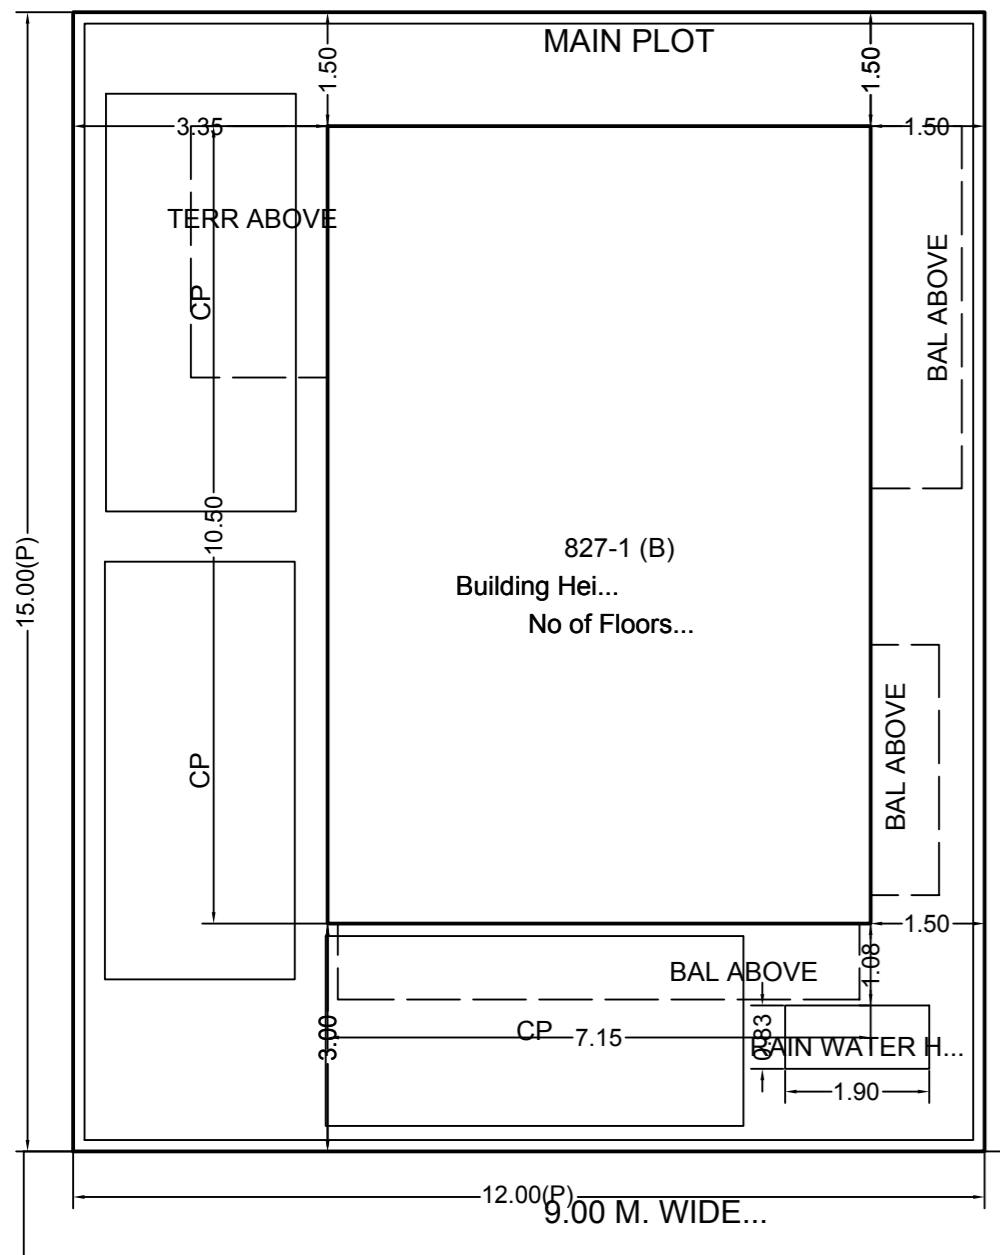 MAIN PLOT
1.50
1.50
3.35
1.50
TERR ABOVE
CP
BAL ABOVE
10.50
15.00(P)
827-1 (B)
Building Hei...
No of Floors...
CP
BAL ABOVE
1.50
1.08
BAL ABOVE
3.00
CP
7.15
0.83
RAIN WATER H...
1.90
12.00(P)
9.00 M. WIDE...